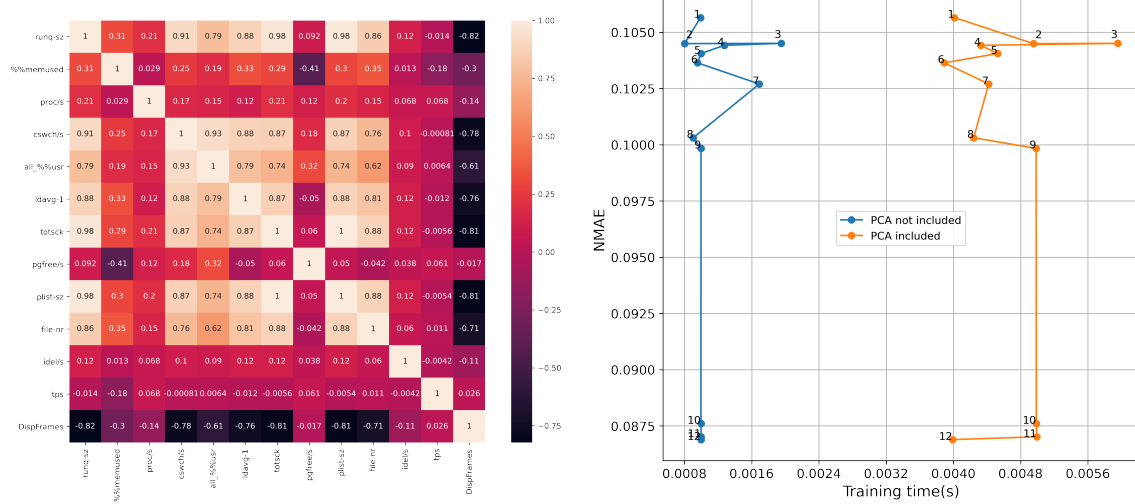 runq-sz 1 0.31 0.21 0.91 0.79 0.88 0.98 0.092 0.98 0.86 0.12 -0.014 -0.82
%%memused 0.31 1 0.029 0.25 0.19 0.33 0.29 -0.41 0.3 0.35 0.013 -0.18 -0.3
proc/s 0.21 0.029 1 0.17 0.15 0.12 0.21 0.12 0.2 0.15 0.068 0.068 -0.14
cswch/s 0.91 0.25 0.17 1 0.93 0.88 0.87 0.18 0.87 0.76 0.1 -0.00081 -0.78
all_%%usr 0.79 0.19 0.15 0.93 1 0.79 0.74 0.32 0.74 0.62 0.09 0.0064 -0.61
ldavg-1 0.88 0.33 0.12 0.88 0.79 1 0.87 -0.05 0.88 0.81 0.12 -0.012 -0.76
totsck 0.98 0.29 0.21 0.87 0.74 0.87 1 0.06 1 0.88 0.12 -0.0056 -0.81
pgfree/s 0.092 -0.41 0.12 0.18 0.32 -0.05 0.06 1 0.05 -0.042 0.038 0.061 -0.017
plist-sz 0.98 0.3 0.2 0.87 0.74 0.88 1 0.05 1 0.88 0.12 -0.0054 -0.81
file-nr 0.86 0.35 0.15 0.76 0.62 0.81 0.88 -0.042 0.88 1 0.06 0.011 -0.71
idel/s 0.12 0.013 0.068 0.1 0.09 0.12 0.12 0.038 0.12 0.06 1 -0.0042 -0.11
tps -0.014 -0.18 0.068 -0.00081 0.0064 -0.012 -0.0056 0.061 -0.0054 0.011 -0.0042 1 0.026
DispFrames -0.82 -0.3 -0.14 -0.78 -0.61 -0.76 -0.81 -0.017 -0.81 -0.71 -0.11 0.026 1
runq-sz %%memused proc/s cswch/s all_%%usr ldavg-1 totsck pgfree/s plist-sz file-nr idel/s tps DispFrames
1.00
0.75
0.50
0.25
0.00
-0.25
-0.50
-0.75
NMAE
0.1050
0.1025
0.1000
0.0975
0.0950
0.0925
0.0900
0.0875
1
2
3
4
5
6
7
8
9
10
11
12
1
2
3
4
5
6
7
8
9
10
11
12
PCA not included
PCA included
0.0008 0.0016 0.0024 0.0032 0.0040 0.0048 0.0056
Training time(s)